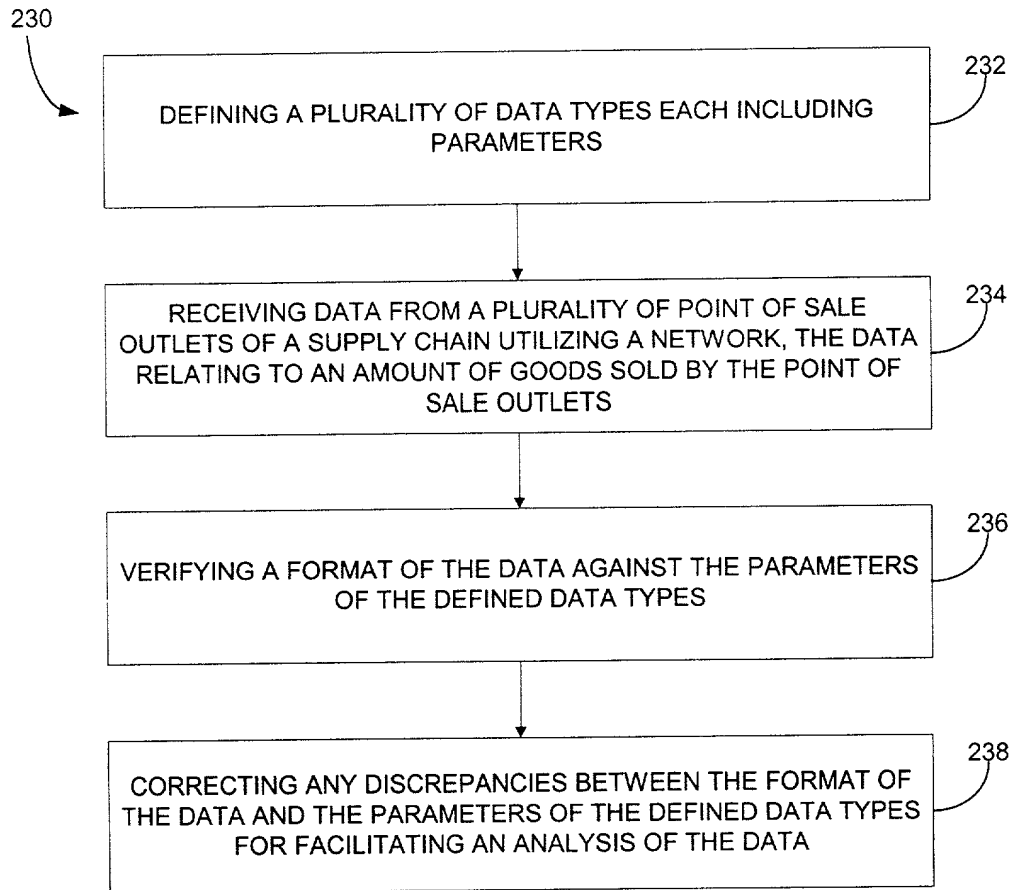 230
232
DEFINING A PLURALITY OF DATA TYPES EACH INCLUDING
PARAMETERS
234
RECEIVING DATA FROM A PLURALITY OF POINT OF SALE
OUTLETS OF A SUPPLY CHAIN UTILIZING A NETWORK, THE DATA
RELATING TO AN AMOUNT OF GOODS SOLD BY THE POINT OF
SALE OUTLETS
236
VERIFYING A FORMAT OF THE DATA AGAINST THE PARAMETERS
OF THE DEFINED DATA TYPES
238
CORRECTING ANY DISCREPANCIES BETWEEN THE FORMAT OF
THE DATA AND THE PARAMETERS OF THE DEFINED DATA TYPES
FOR FACILITATING AN ANALYSIS OF THE DATA